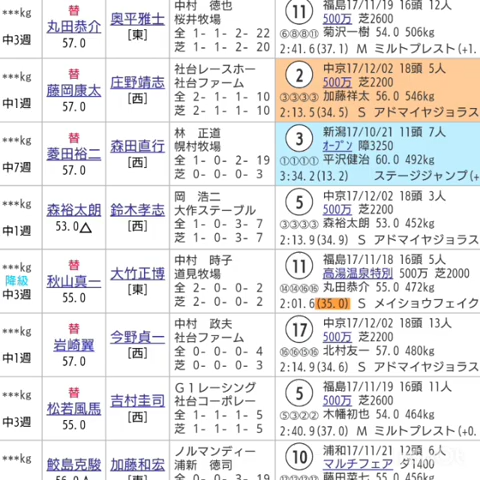 ***kg 丸田恭介 57.0 中3週 奥平雅士 [東] 中村 徳也 桜井牧場 全 1- 1- 2-22 芝 1- 1- 2-20 ⑪ 福島17/11/19 16頭 12人 500万 芝2600 ⑥⑧⑧⑪ 菊沢一樹 54.0 506kg 2:41.6(37.1) M ミルトプレスト(+1.
***kg 替 藤岡康太 57.0 中1週 庄野靖志 [西] 社台レースホー 社台ファーム 全 2- 1- 1-10 芝 2- 1- 1-10 ② 中京17/12/02 18頭 5人 500万 芝2200 ③③③③ 加藤祥太 56.0 546kg 2:13.5(34.5) S アドマイヤジョラス
***kg 替 菱田裕二 57.0 中7週 森田直行 [西] 林 正道 幌村牧場 全 1- 0- 2-19 芝 1- 0- 0- 3 ③ 新潟17/10/21 11頭 7人 オープン 障3250 ①①①① 平沢健治 60.0 492kg 3:34.2(13.2) ステージジャンプ(+
***kg 森裕太朗 53.0△ 中1週 鈴木孝志 [西] 岡 浩二 大作ステーブル 全 1- 0- 3- 7 芝 1- 0- 3- 7 ⑤ 中京17/12/02 18頭 3人 500万 芝2200 ③③③③ 森裕太朗 53.0 452kg 2:13.9(34.9) S アドマイヤジョラス
***kg 降級 替 秋山真一 55.0 中3週 大竹正博 [東] 中村 時子 道見牧場 全 2- 0- 0- 2 芝 2- 0- 0- 2 ⑪ 福島17/11/18 16頭 5人 高湯温泉特別 500万 芝2000 ⑭⑭⑯⑯ 丸田恭介 55.0 472kg 2:01.6(35.0) S メイショウフェイク
***kg 替 岩崎翼 57.0 中1週 今野貞一 [西] 中村 政夫 社台ファーム 全 0- 0- 0- 4 芝 0- 0- 0- 3 ⑰ 中京17/12/02 18頭 13人 500万 芝2200 ⑯⑯⑮⑯ 北村友一 57.0 480kg 2:14.9(34.6) S アドマイヤジョラス
***kg 替 松若風馬 55.0 中3週 吉村圭司 [西] G1レーシング 社台コーポレー 全 1- 1- 1- 5 芝 1- 1- 1- 5 ⑤ 福島17/11/19 16頭 11人 500万 芝2600 ⑤③②② 木幡初也 54.0 464kg 2:40.9(37.0) M ミルトプレスト(+0.
***kg 鮫島克駿 加藤和宏 ノルマンディー 浦新 徳司 ⑩ 浦和17/11/21 12頭 6人 マルチフェア ダ1400